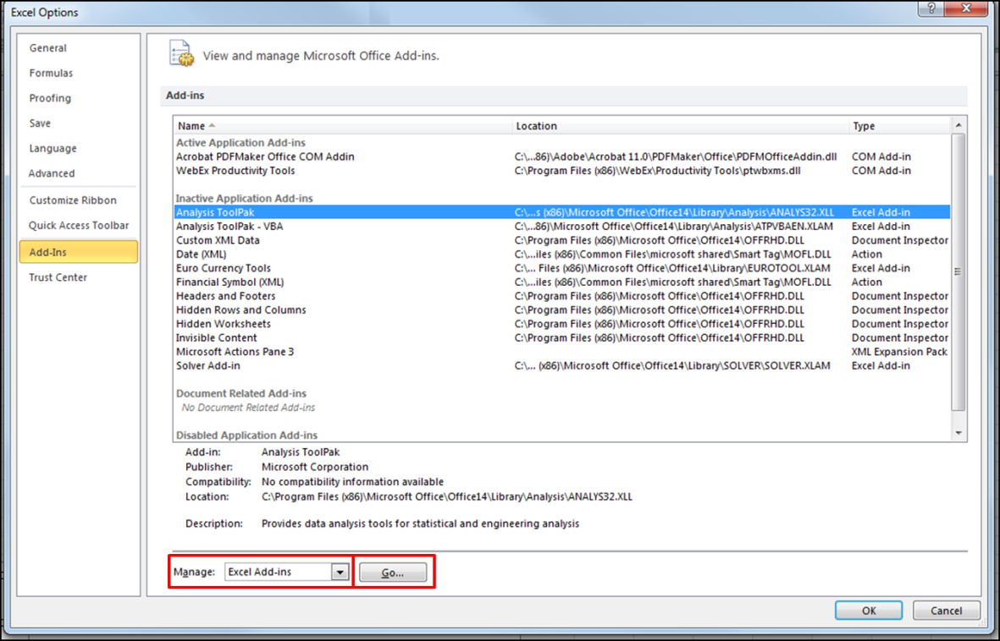 Excel Options
General
Formulas
Proofing
Save
Language
Advanced
Customize Ribbon
Quick Access Toolbar
Add-Ins
Trust Center
View and manage Microsoft Office Add-ins.
Add-ins
Name Location Type
Active Application Add-ins
Acrobat PDFMaker Office COM Addin C:\...86)\Adobe\Acrobat 11.0\PDFMaker\Office\PDFMOfficeAddin.dll COM Add-in
WebEx Productivity Tools C:\Program Files (x86)\WebEx\Productivity Tools\ptwbxms.dll COM Add-in
Inactive Application Add-ins
Analysis ToolPak C:\...s (x86)\Microsoft Office\Office14\Library\Analysis\ANALYS32.XLL Excel Add-in
Analysis ToolPak - VBA C:\...86)\Microsoft Office\Office14\Library\Analysis\ATPVBAEN.XLAM Excel Add-in
Custom XML Data C:\Program Files (x86)\Microsoft Office\Office14\OFFRHD.DLL Document Inspector
Date (XML) C:\...iles (x86)\Common Files\microsoft shared\Smart Tag\MOFL.DLL Action
Euro Currency Tools C:\... Files (x86)\Microsoft Office\Office14\Library\EUROTOOL.XLAM Excel Add-in
Financial Symbol (XML) C:\...iles (x86)\Common Files\microsoft shared\Smart Tag\MOFL.DLL Action
Headers and Footers C:\Program Files (x86)\Microsoft Office\Office14\OFFRHD.DLL Document Inspector
Hidden Rows and Columns C:\Program Files (x86)\Microsoft Office\Office14\OFFRHD.DLL Document Inspector
Hidden Worksheets C:\Program Files (x86)\Microsoft Office\Office14\OFFRHD.DLL Document Inspector
Invisible Content C:\Program Files (x86)\Microsoft Office\Office14\OFFRHD.DLL Document Inspector
Microsoft Actions Pane 3 XML Expansion Pack
Solver Add-in C:\... (x86)\Microsoft Office\Office14\Library\SOLVER\SOLVER.XLAM Excel Add-in
Document Related Add-ins
No Document Related Add-ins
Disabled Application Add-ins
Add-in: Analysis ToolPak
Publisher: Microsoft Corporation
Compatibility: No compatibility information available
Location: C:\Program Files (x86)\Microsoft Office\Office14\Library\Analysis\ANALYS32.XLL
Description: Provides data analysis tools for statistical and engineering analysis
Manage: Excel Add-ins Go...
OK Cancel